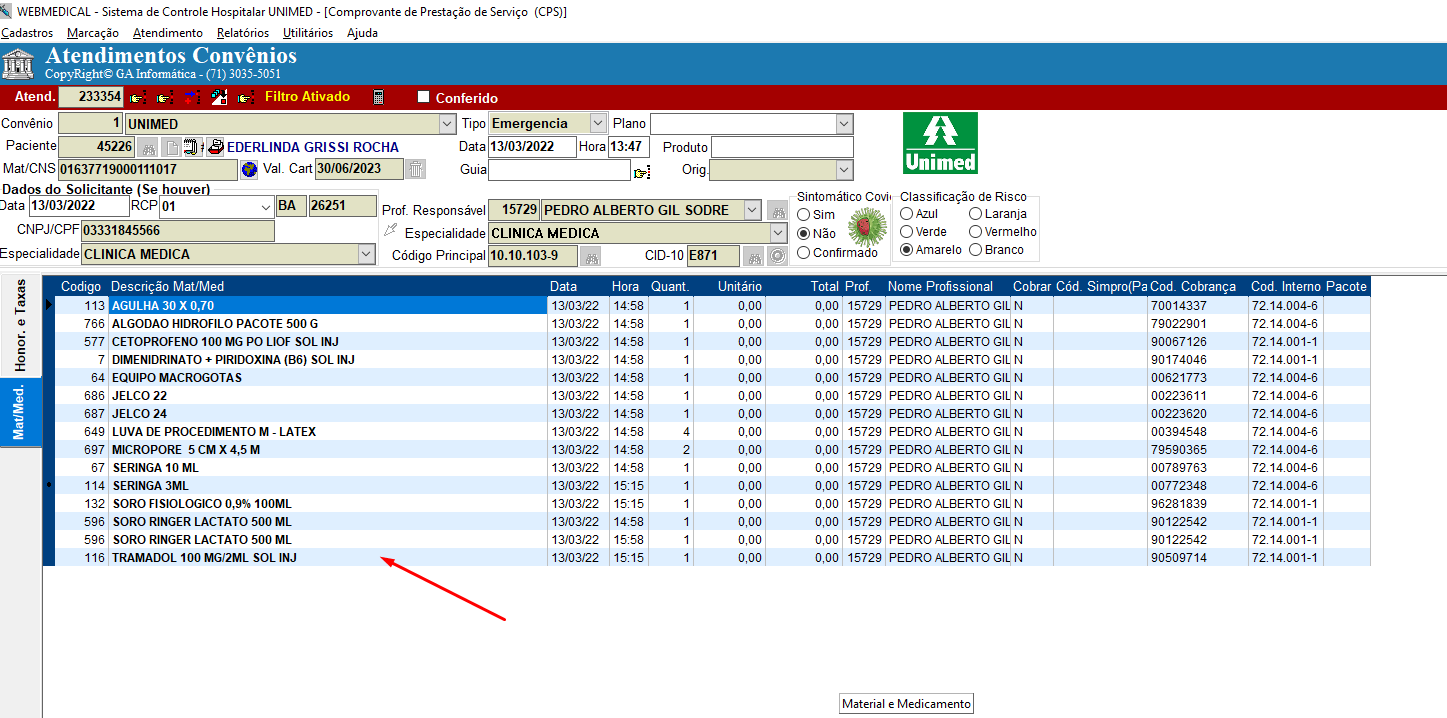 WEBMEDICAL - Sistema de Controle Hospitalar UNIMED - [Comprovante de Prestação de Serviço (CPS)]
Cadastros Marcação Atendimento Relatórios Utilitários Ajuda
Atendimentos Convênios
CopyRight© GA Informática - (71) 3035-5051
Atend. 233354 Filtro Ativado Conferido
Convênio 1 UNIMED Tipo Emergencia Plano
Paciente 45226 EDERLINDA GRISSI ROCHA Data 13/03/2022 Hora 13:47 Produto
Mat/CNS 01637719000111017 Val. Cart 30/06/2023 Guia Orig.
Unimed
Dados do Solicitante (Se houver)
Data 13/03/2022 RCP 01 BA 26251
CNPJ/CPF 03331845566
Especialidade CLINICA MEDICA
Prof. Responsável 15729 PEDRO ALBERTO GIL SODRE
Especialidade CLINICA MEDICA
Código Principal 10.10.103-9 CID-10 E871
Sintomático Covi
Sim
Não
Confirmado
Classificação de Risco
Azul Laranja
Verde Vermelho
Amarelo Branco
Honor. e Taxas
Mat/Med.
Codigo Descrição Mat/Med Data Hora Quant. Unitário Total Prof. Nome Profissional Cobrar Cód. Simpro(Pa Cod. Cobrança Cod. Interno Pacote
113 AGULHA 30 X 0,70 13/03/22 14:58 1 0,00 0,00 15729 PEDRO ALBERTO GIL N 70014337 72.14.004-6
766 ALGODAO HIDROFILO PACOTE 500 G 13/03/22 14:58 1 0,00 0,00 15729 PEDRO ALBERTO GIL N 79022901 72.14.004-6
577 CETOPROFENO 100 MG PO LIOF SOL INJ 13/03/22 14:58 1 0,00 0,00 15729 PEDRO ALBERTO GIL N 90067126 72.14.001-1
7 DIMENIDRINATO + PIRIDOXINA (B6) SOL INJ 13/03/22 14:58 1 0,00 0,00 15729 PEDRO ALBERTO GIL N 90174046 72.14.001-1
64 EQUIPO MACROGOTAS 13/03/22 14:58 1 0,00 0,00 15729 PEDRO ALBERTO GIL N 00621773 72.14.004-6
686 JELCO 22 13/03/22 14:58 1 0,00 0,00 15729 PEDRO ALBERTO GIL N 00223611 72.14.004-6
687 JELCO 24 13/03/22 14:58 1 0,00 0,00 15729 PEDRO ALBERTO GIL N 00223620 72.14.004-6
649 LUVA DE PROCEDIMENTO M - LATEX 13/03/22 14:58 4 0,00 0,00 15729 PEDRO ALBERTO GIL N 00394548 72.14.004-6
697 MICROPORE 5 CM X 4,5 M 13/03/22 14:58 2 0,00 0,00 15729 PEDRO ALBERTO GIL N 79590365 72.14.004-6
67 SERINGA 10 ML 13/03/22 14:58 1 0,00 0,00 15729 PEDRO ALBERTO GIL N 00789763 72.14.004-6
114 SERINGA 3ML 13/03/22 15:15 1 0,00 0,00 15729 PEDRO ALBERTO GIL N 00772348 72.14.004-6
132 SORO FISIOLOGICO 0,9% 100ML 13/03/22 15:15 1 0,00 0,00 15729 PEDRO ALBERTO GIL N 96281839 72.14.001-1
596 SORO RINGER LACTATO 500 ML 13/03/22 14:58 1 0,00 0,00 15729 PEDRO ALBERTO GIL N 90122542 72.14.001-1
596 SORO RINGER LACTATO 500 ML 13/03/22 14:58 1 0,00 0,00 15729 PEDRO ALBERTO GIL N 90122542 72.14.001-1
116 TRAMADOL 100 MG/2ML SOL INJ 13/03/22 15:15 1 0,00 0,00 15729 PEDRO ALBERTO GIL N 90509714 72.14.001-1
Material e Medicamento